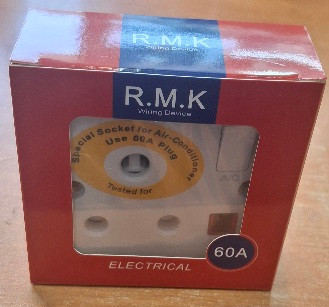 R.M.K
Wiring Device
R.M.K
Wiring Device
Special Socket for Air-Conditioner
Use 60A Plug
Tested for
A/C
60A
ELECTRICAL